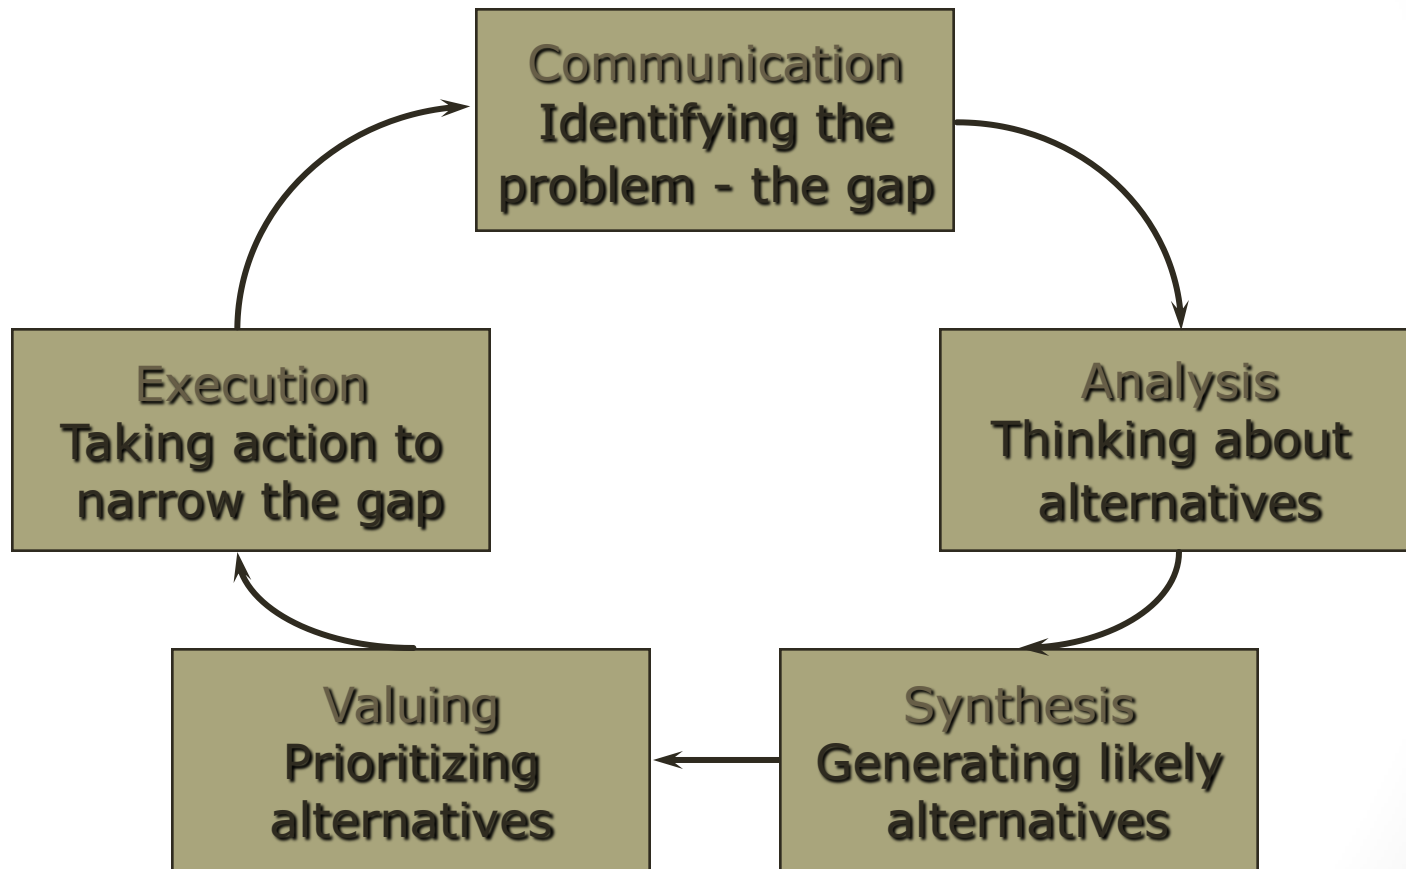 Communication
Identifying the
problem - the gap
Execution
Taking action to
narrow the gap
Analysis
Thinking about
alternatives
Valuing
Prioritizing
alternatives
Synthesis
Generating likely
alternatives